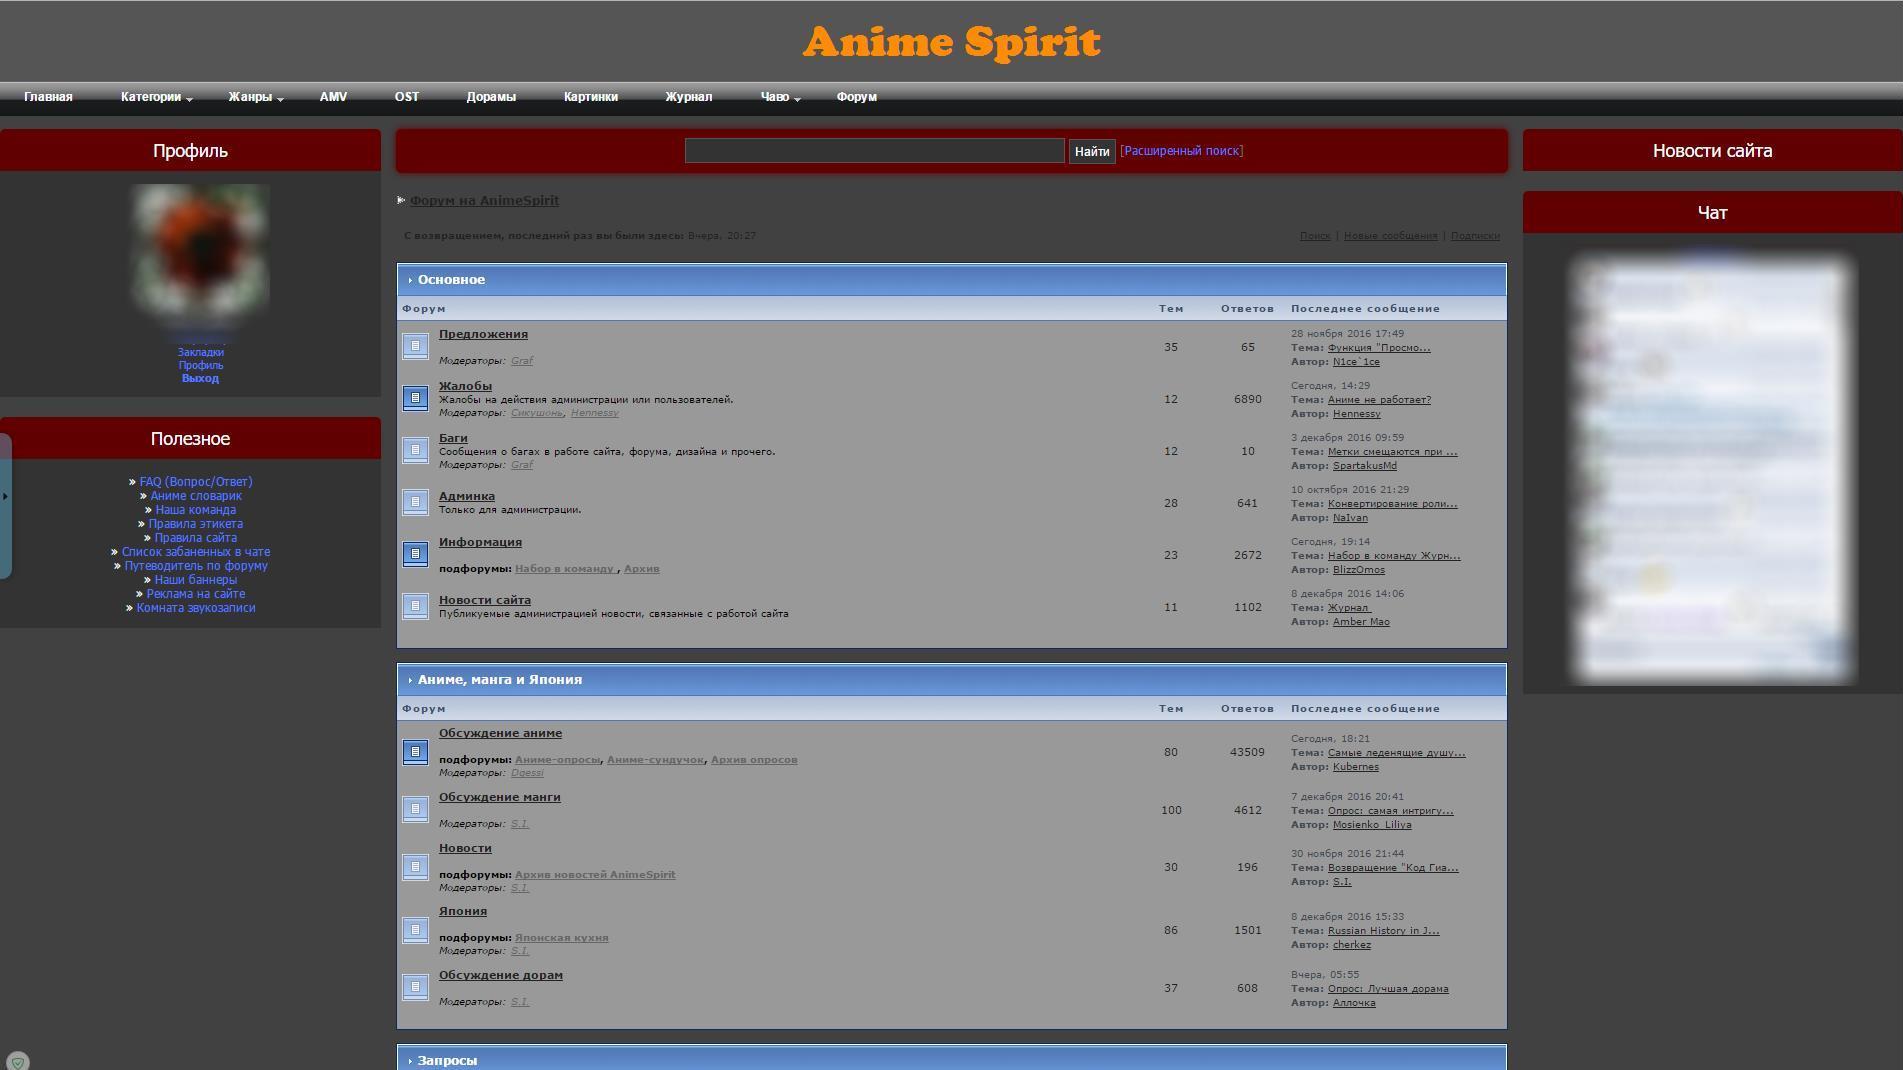 Anime Spirit
Главная Категории Жанры AMV OST Дорамы Картинки Журнал Чаво Форум
Профиль
Закладки
Профиль
Выход
Полезное
» FAQ (Вопрос/Ответ)
» Аниме словарик
» Наша команда
» Правила этикета
» Правила сайта
» Список забаненных в чате
» Путеводитель по форуму
» Наши баннеры
» Реклама на сайте
» Комната звукозаписи
Найти [Расширенный поиск]
Форум на AnimeSpirit
С возвращением, последний раз вы были здесь: Вчера, 20:27
Поиск | Новые сообщения | Подписки
Основное
Форум Тем Ответов Последнее сообщение
Предложения
Модераторы: Graf
35 65
28 ноября 2016 17:49
Тема: Функция "Просмо...
Автор: N1ce`1ce
Жалобы
Жалобы на действия администрации или пользователей.
Модераторы: Сикушонь, Hennessy
12 6890
Сегодня, 14:29
Тема: Аниме не работает?
Автор: Hennessy
Баги
Сообщения о багах в работе сайта, форума, дизайна и прочего.
Модераторы: Graf
12 10
3 декабря 2016 09:59
Тема: Метки смещаются при ...
Автор: SpartakusMd
Админка
Только для администрации.
28 641
10 октября 2016 21:29
Тема: Конвертирование роли...
Автор: NaIvan
Информация
подфорумы: Набор в команду , Архив
23 2672
Сегодня, 19:14
Тема: Набор в команду Журн...
Автор: BlizzOmos
Новости сайта
Публикуемые администрацией новости, связанные с работой сайта
11 1102
8 декабря 2016 14:06
Тема: Журнал
Автор: Amber Mao
Аниме, манга и Япония
Форум Тем Ответов Последнее сообщение
Обсуждение аниме
подфорумы: Аниме-опросы, Аниме-сундучок, Архив опросов
Модераторы: Dgessi
80 43509
Сегодня, 18:21
Тема: Самые леденящие душу...
Автор: Kubernes
Обсуждение манги
Модераторы: S.I.
100 4612
7 декабря 2016 20:41
Тема: Опрос: самая интригу...
Автор: Mosienko_Liliya
Новости
подфорумы: Архив новостей AnimeSpirit
Модераторы: S.I.
30 196
30 ноября 2016 21:44
Тема: Возвращение "Код Гиа...
Автор: S.I.
Япония
подфорумы: Японская кухня
Модераторы: S.I.
86 1501
8 декабря 2016 15:33
Тема: Russian History in J...
Автор: cherkez
Обсуждение дорам
Модераторы: S.I.
37 608
Вчера, 05:55
Тема: Опрос: Лучшая дорама
Автор: Аллочка
Запросы
Новости сайта
Чат